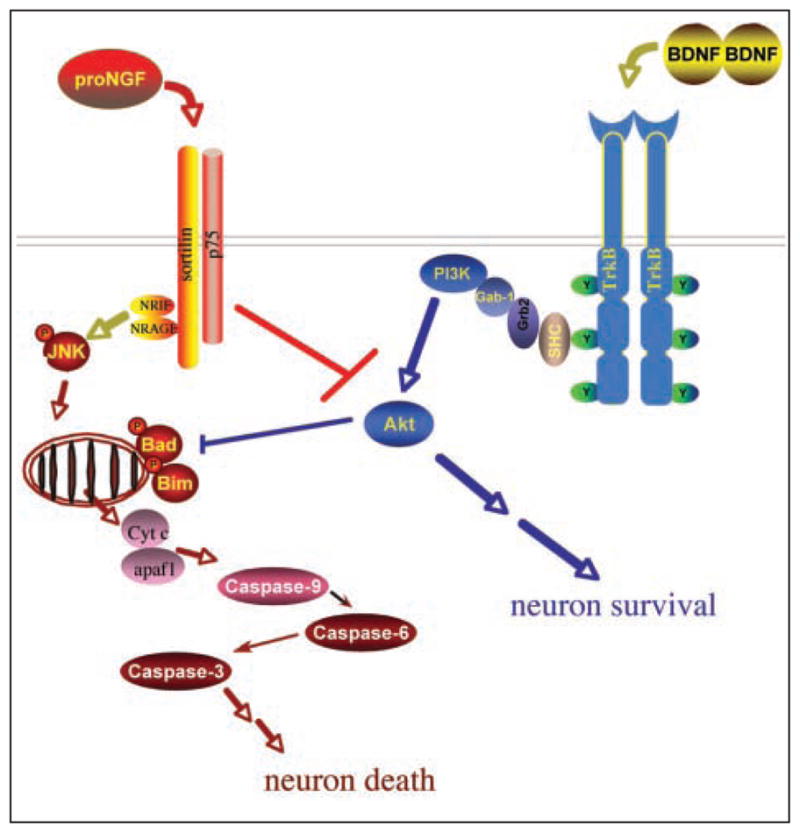 proNGF
BDNF BDNF
sortilin
p75
TrkB
TrkB
PI3K
Gab-1
Grb2
SHC
Y
Y
Y
Y
Y
Y
NRIF
NRAGE
P
JNK
Akt
P
Bad
P
Bim
Cyt c
apaf1
Caspase-9
Caspase-6
Caspase-3
neuron survival
neuron death